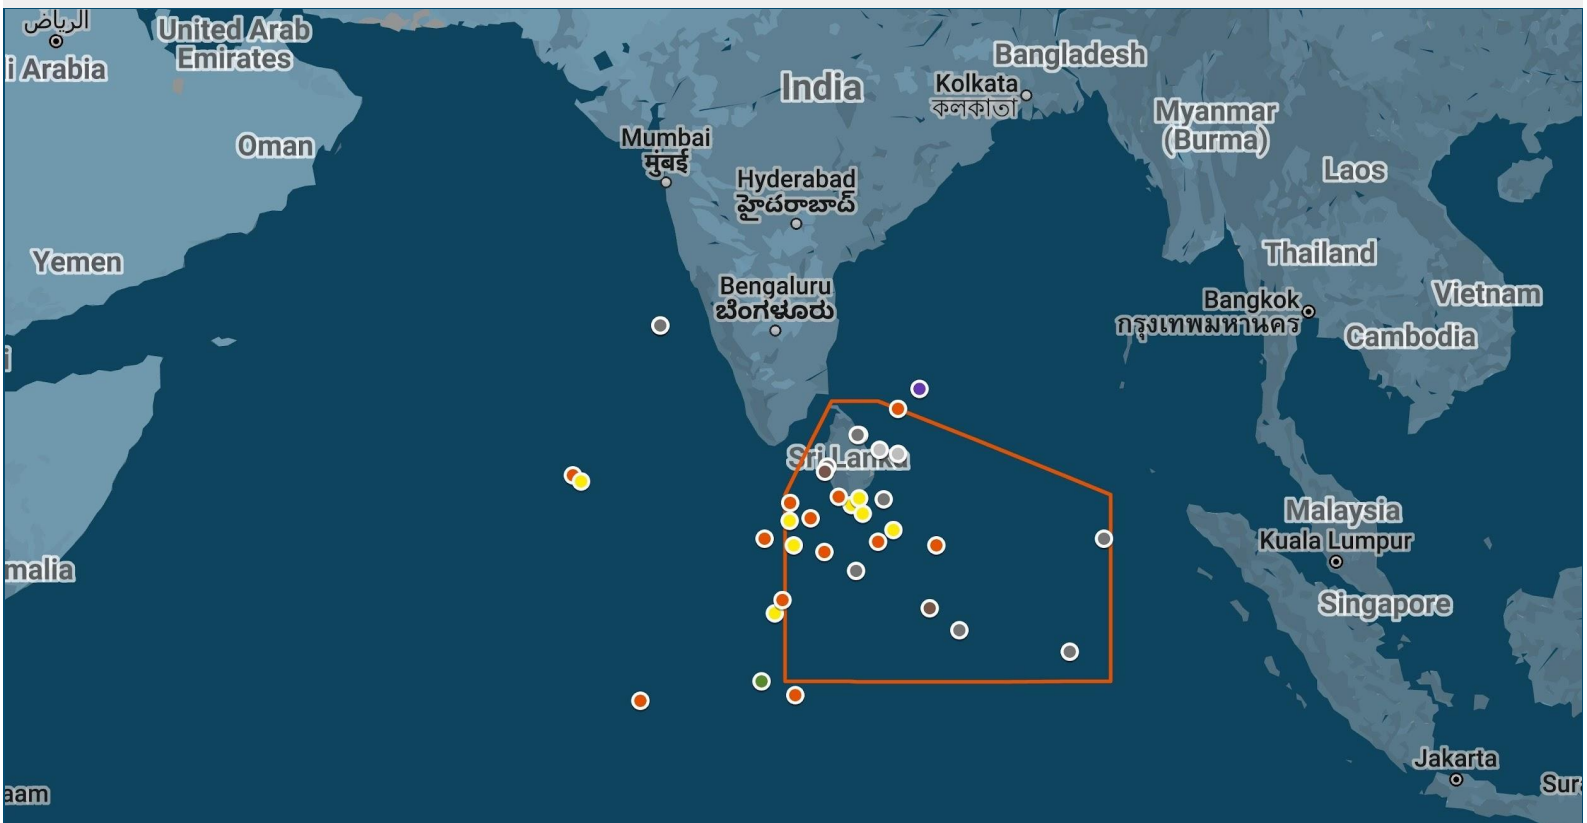 الرياض
United Arab
Emirates
i Arabia
Oman
Yemen
India
Bangladesh
Kolkata
কলকাতা
Myanmar
(Burma)
Mumbai
मुंबई
Hyderabad
హైదరాబాద్
Laos
Thailand
Bengaluru
ಬೆಂಗಳೂರು
Bangkok
กรุงเทพมหานคร
Vietnam
Cambodia
Sri Lanka
Malaysia
Kuala Lumpur
malia
Singapore
Jakarta
aam
Sur